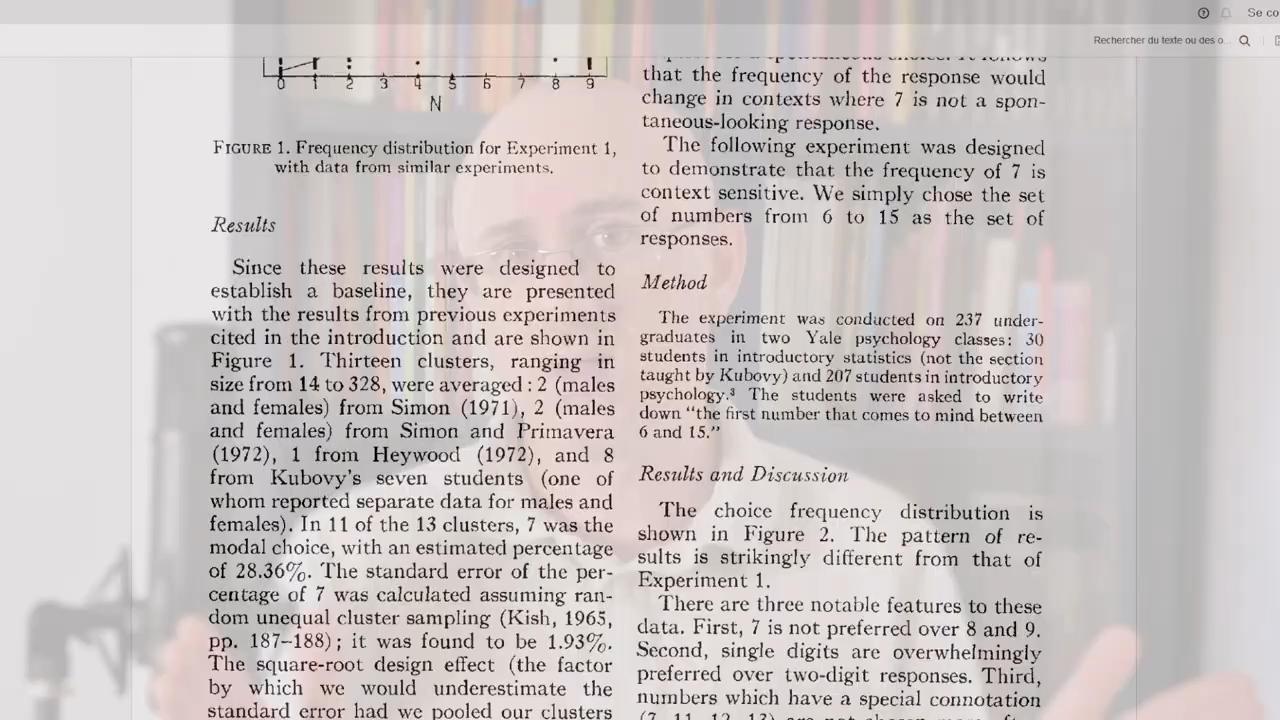 Se co
Rechercher du texte ou des o...
0 1 2 3 4 5 6 7 8 9
N
FIGURE 1. Frequency distribution for Experiment 1,
with data from similar experiments.
Results
Since these results were designed to
establish a baseline, they are presented
with the results from previous experiments
cited in the introduction and are shown in
Figure 1. Thirteen clusters, ranging in
size from 14 to 328, were averaged: 2 (males
and females) from Simon (1971), 2 (males
and females) from Simon and Primavera
(1972), 1 from Heywood (1972), and 8
from Kubovy's seven students (one of
whom reported separate data for males and
females). In 11 of the 13 clusters, 7 was the
modal choice, with an estimated percentage
of 28.36%. The standard error of the per-
centage of 7 was calculated assuming ran-
dom unequal cluster sampling (Kish, 1965,
pp. 187–188); it was found to be 1.93%.
The square-root design effect (the factor
by which we would underestimate the
standard error had we pooled our clusters
that the frequency of the response would
change in contexts where 7 is not a spon-
taneous-looking response.
The following experiment was designed
to demonstrate that the frequency of 7 is
context sensitive. We simply chose the set
of numbers from 6 to 15 as the set of
responses.
Method
The experiment was conducted on 237 under-
graduates in two Yale psychology classes: 30
students in introductory statistics (not the section
taught by Kubovy) and 207 students in introductory
psychology.³ The students were asked to write
down "the first number that comes to mind between
6 and 15."
Results and Discussion
The choice frequency distribution is
shown in Figure 2. The pattern of re-
sults is strikingly different from that of
Experiment 1.
There are three notable features to these
data. First, 7 is not preferred over 8 and 9.
Second, single digits are overwhelmingly
preferred over two-digit responses. Third,
numbers which have a special connotation